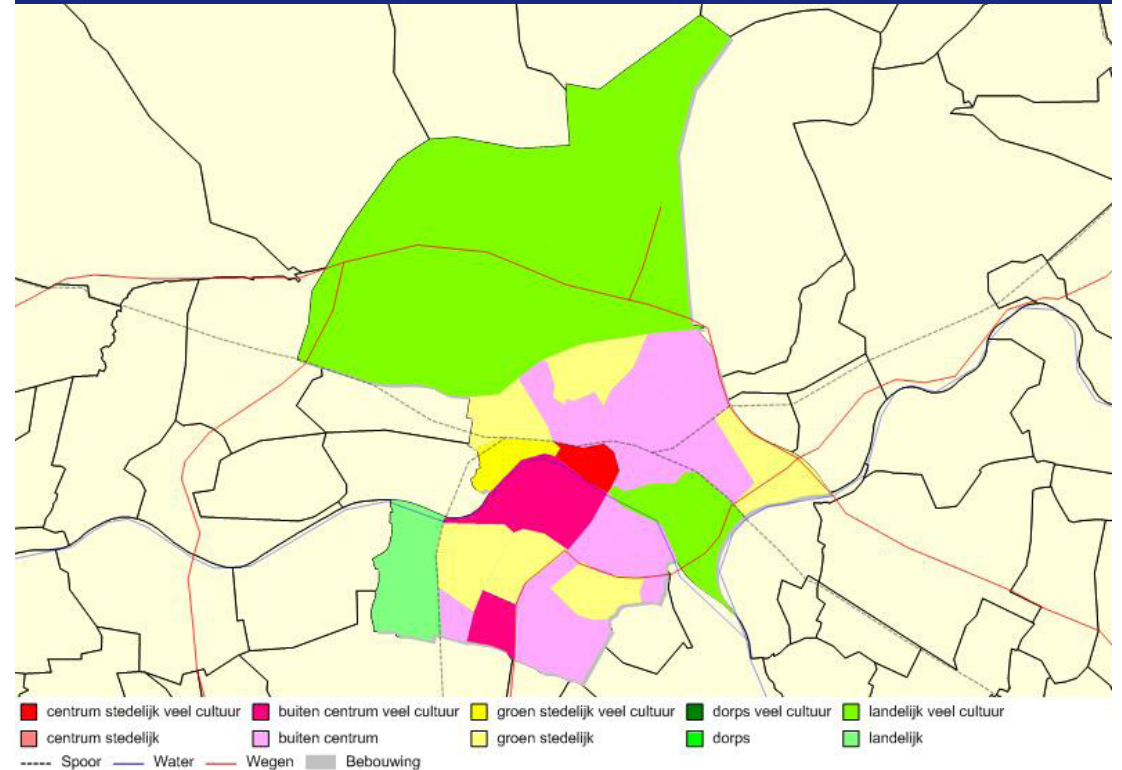 centrum stedelijk veel cultuur buiten centrum veel cultuur groen stedelijk veel cultuur dorps veel cultuur landelijk veel cultuur
centrum stedelijk buiten centrum groen stedelijk dorps landelijk
Spoor Water Wegen Bebouwing